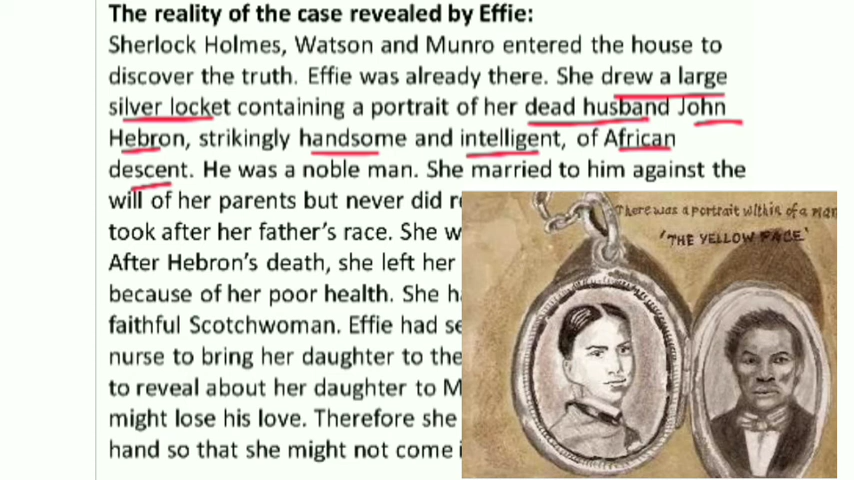 The reality of the case revealed by Effie:
Sherlock Holmes, Watson and Munro entered the house to
discover the truth. Effie was already there. She drew a large
silver locket containing a portrait of her dead husband John
Hebron, strikingly handsome and intelligent, of African
descent. He was a noble man. She married to him against the
will of her parents but never did
took after her father's race. She
After Hebron's death, she left her
because of her poor health. She
faithful Scotchwoman. Effie had
nurse to bring her daughter to the
to reveal about her daughter to
might lose his love. Therefore she
hand so that she might not come
There was a portrait within of a man
'THE YELLOW FACE'